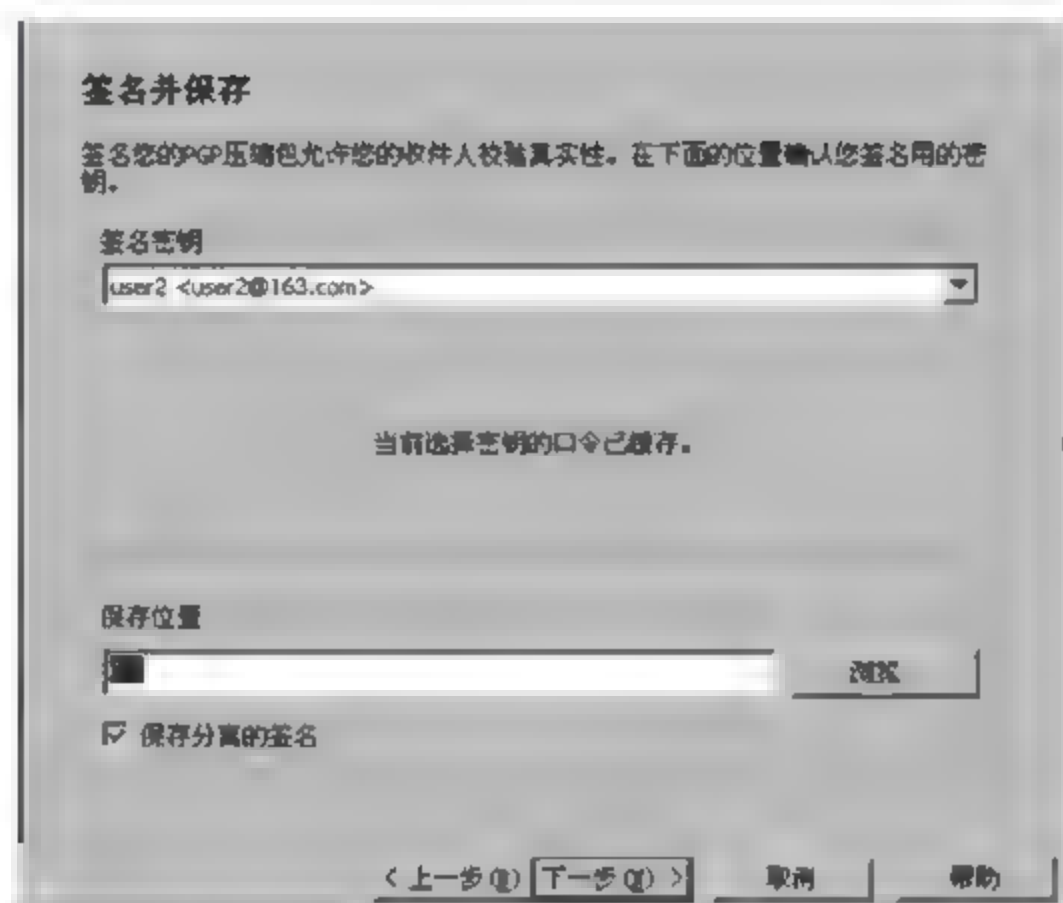 签名并保存
签名您的PGP压缩包允许您的收件人校验真实性。在下面的位置确认您签名用的密
钥。
签名密钥
user2 <user2@163.com>
当前选择密钥的口令已缓存。
保存位置
浏览
保存分离的签名
< 上一步(B) 下一步(N) > 取消 帮助